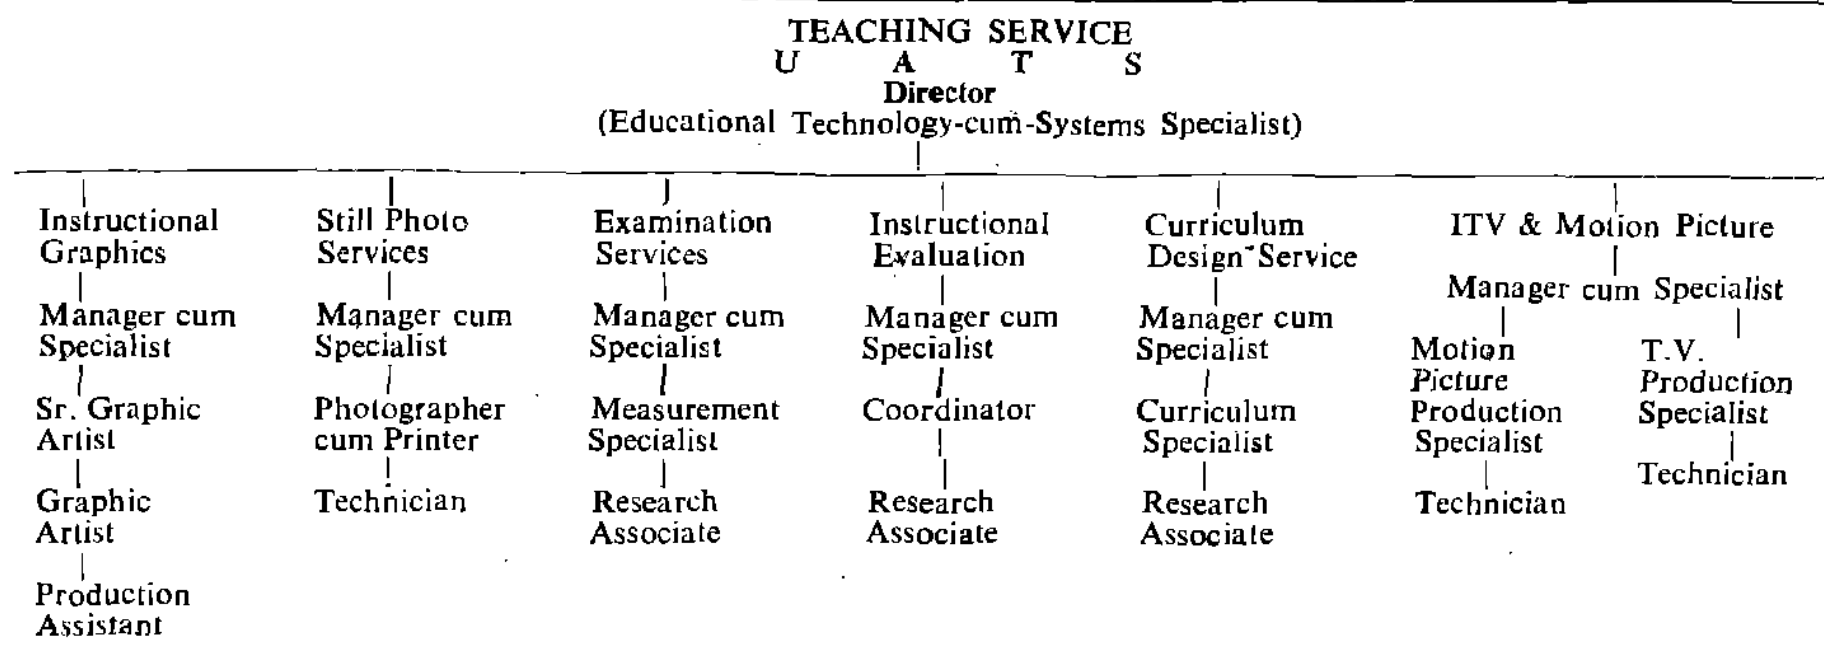 TEACHING SERVICE
U A T S
Director
(Educational Technology-cum-Systems Specialist)
Instructional
Graphics
Manager cum
Specialist
Sr. Graphic
Artist
Graphic
Artist
Production
Assistant
Still Photo
Services
Manager cum
Specialist
Photographer
cum Printer
Technician
Examination
Services
Manager cum
Specialist
Measurement
Specialist
Research
Associate
Instructional
Evaluation
Manager cum
Specialist
Coordinator
Research
Associate
Curriculum
Design Service
Manager cum
Specialist
Curriculum
Specialist
Research
Associate
ITV & Motion Picture
Manager cum Specialist
Motion
Picture
Production
Specialist
Technician
T.V.
Production
Specialist
Technician